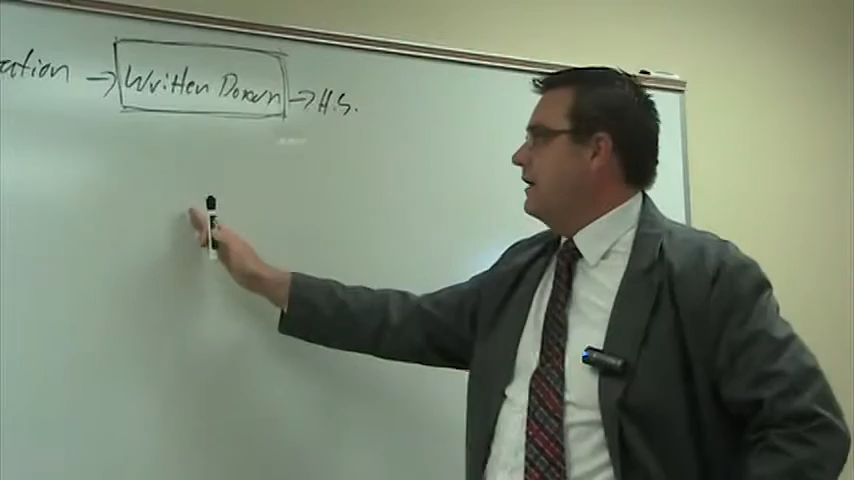 ation → Written Down → H.S.